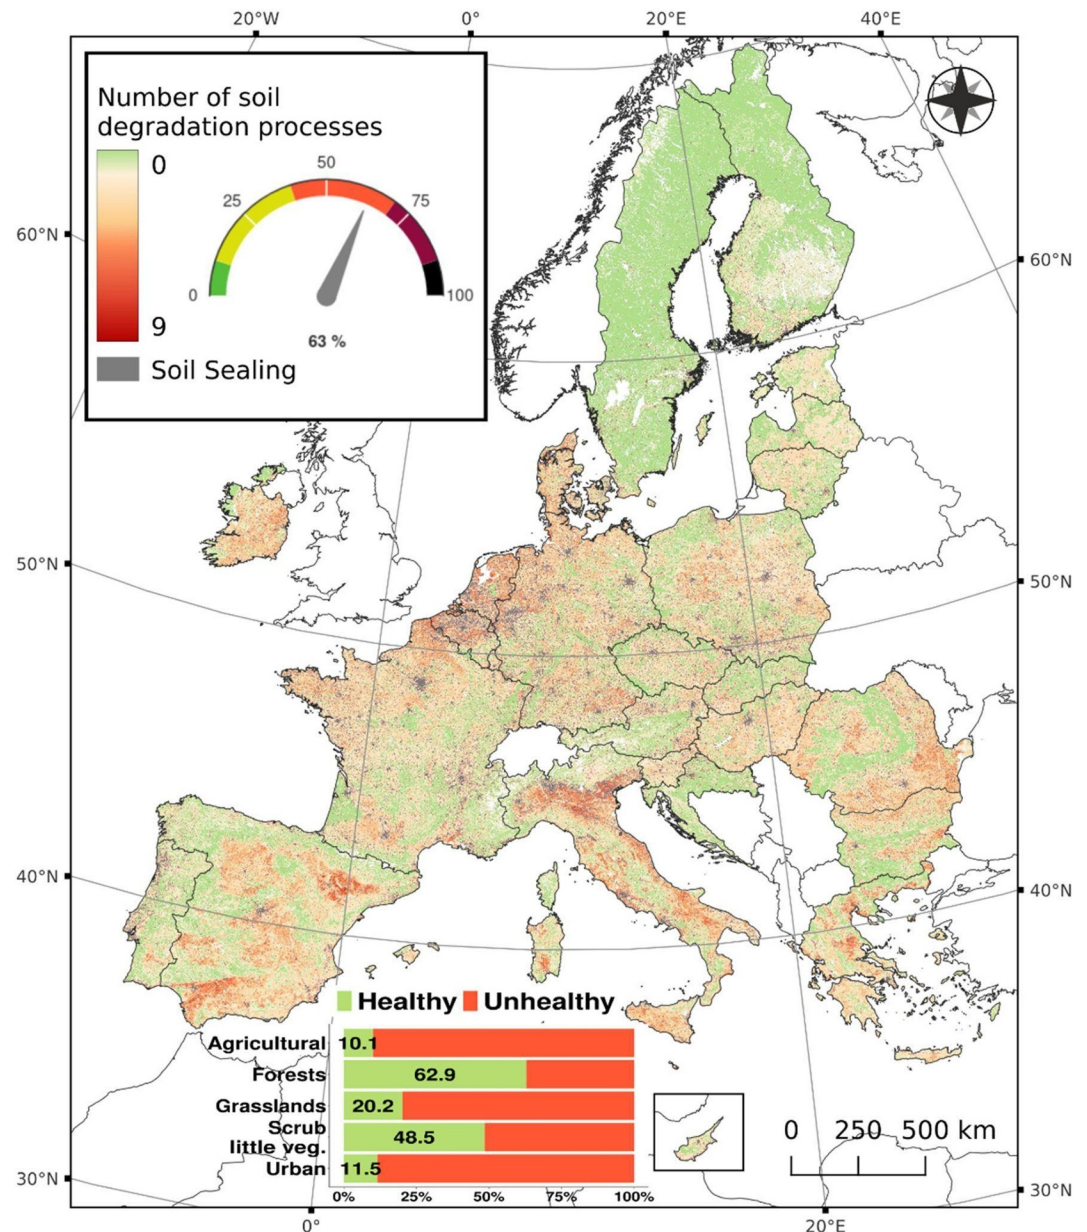 20°W 0° 20°E 40°E
Number of soil
degradation processes
0
9
Soil Sealing
0 25 50 75 100
63 %
60°N
60°N
50°N
50°N
40°N
40°N
30°N
30°N
Healthy Unhealthy
Agricultural 10.1
Forests 62.9
Grasslands 20.2
Scrub
little veg. 48.5
Urban 11.5
0% 25% 50% 75% 100%
0 250 500 km
0° 20°E